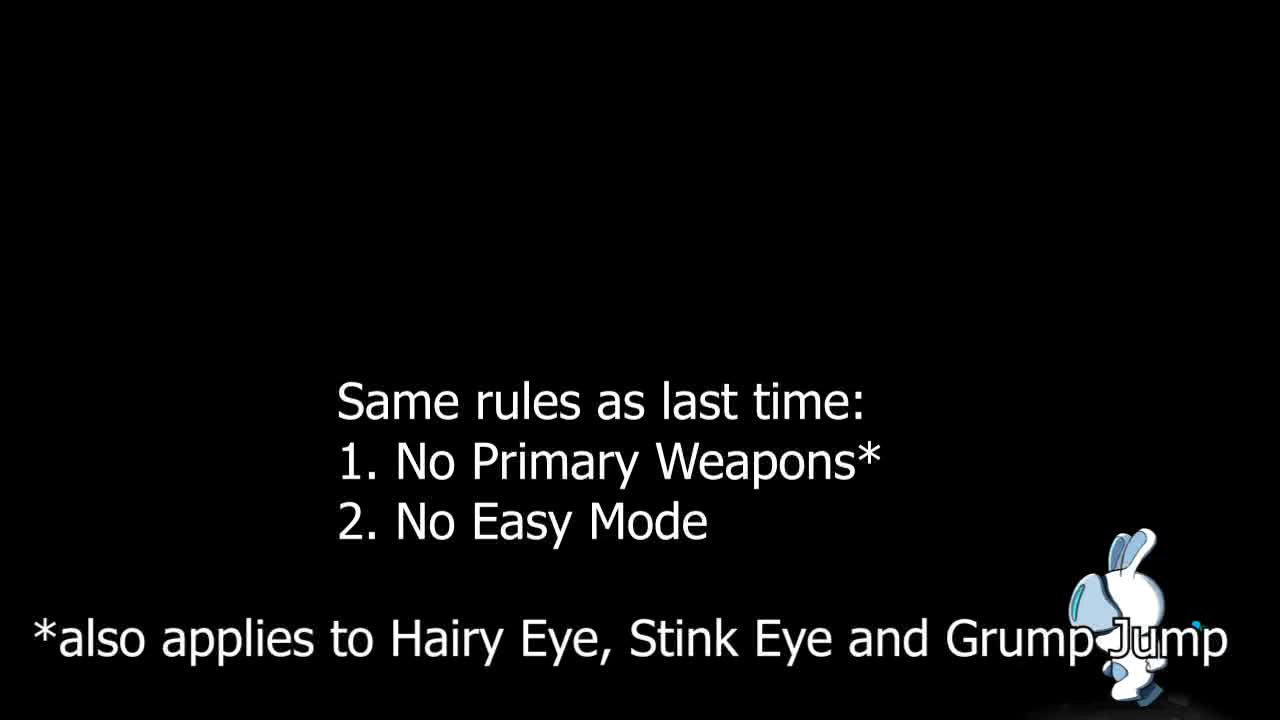 Same rules as last time:
1. No Primary Weapons*
2. No Easy Mode
*also applies to Hairy Eye, Stink Eye and Grump Jump